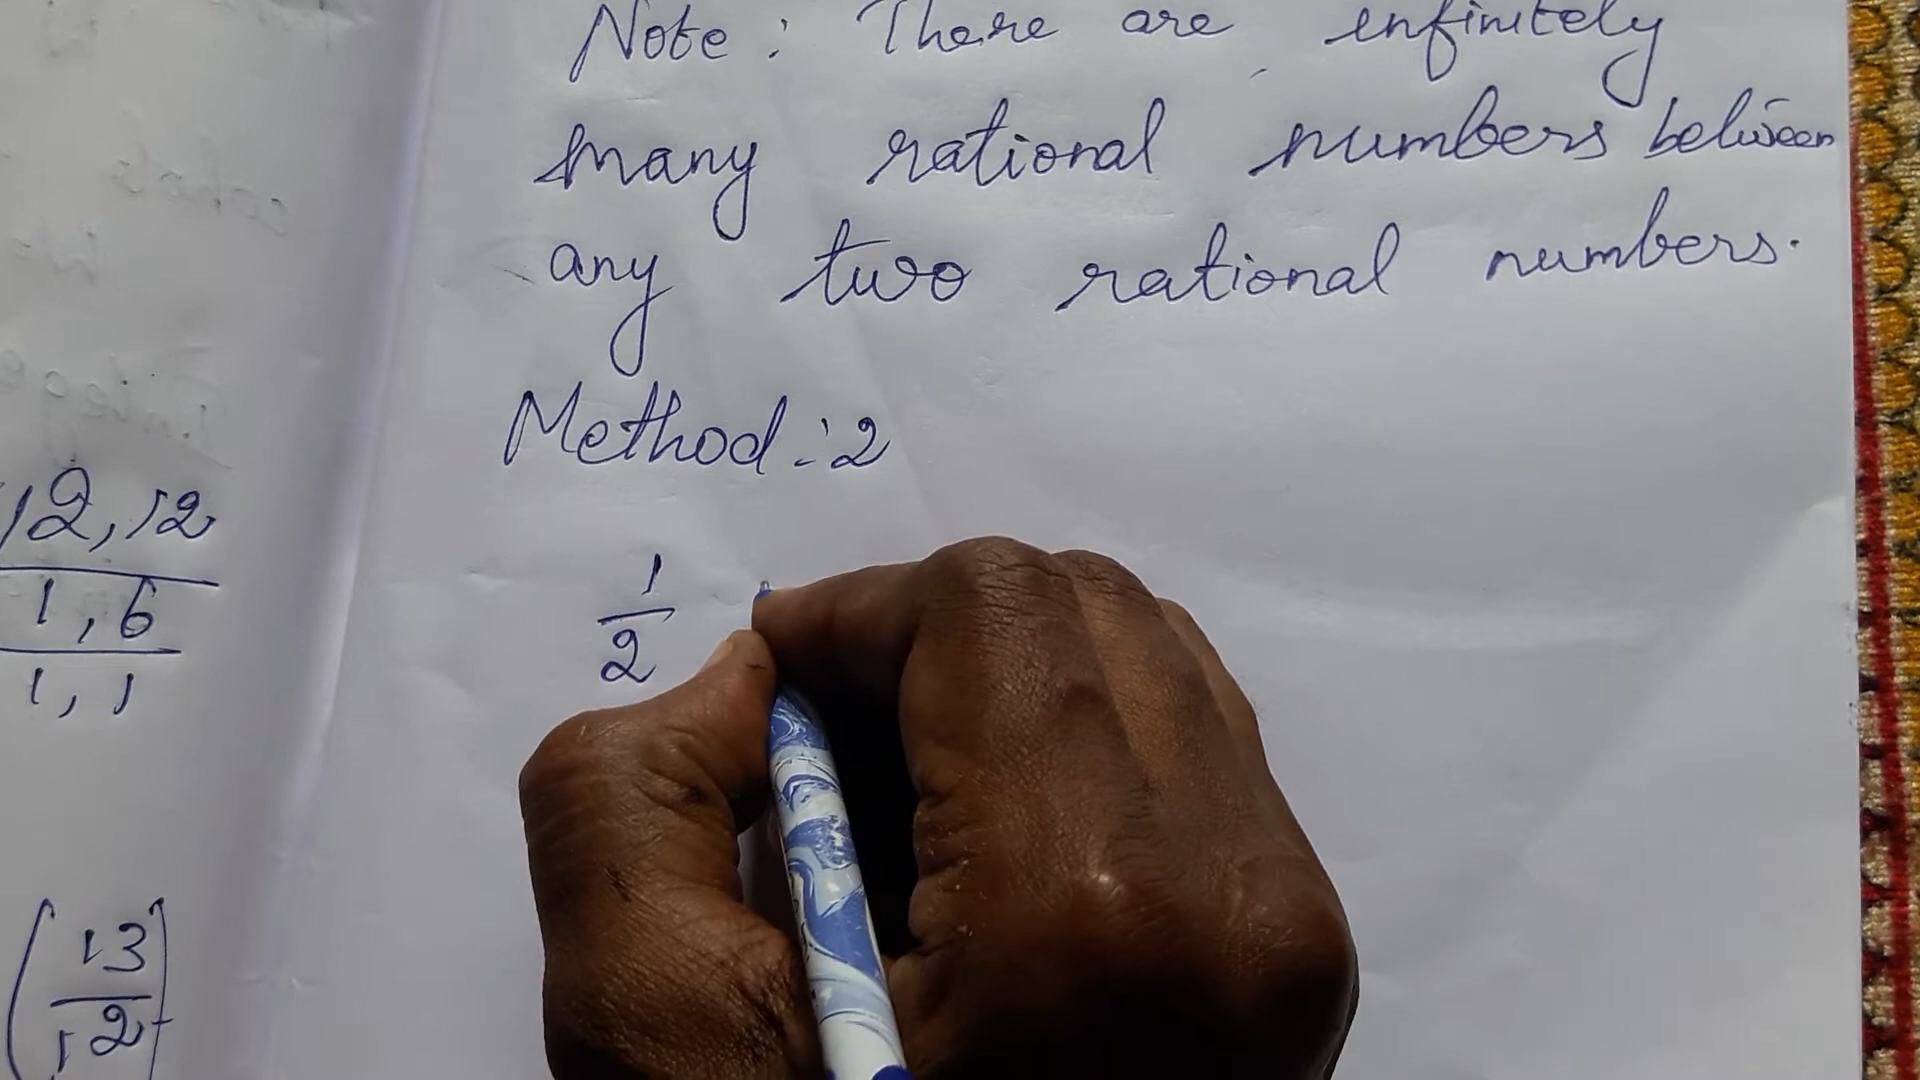 Note : There are infinitely
many rational numbers between
any two rational numbers.
Method :- 2
1
2
12, 12
1, 6
1, 1
( 13
12 )